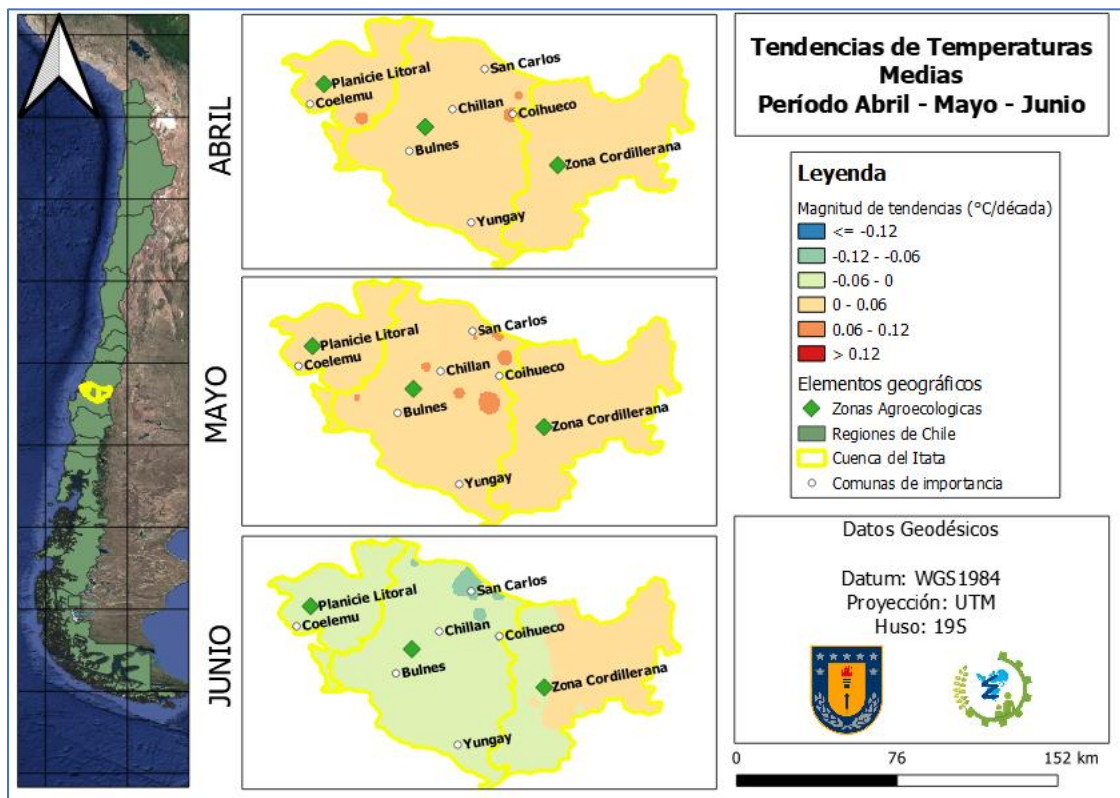 Tendencias de Temperaturas
Medias
Período Abril - Mayo - Junio
ABRIL
San Carlos
Planicie Litoral
Coelemu
Chillan
Coihueco
Bulnes
Zona Cordillerana
Yungay
MAYO
San Carlos
Planicie Litoral
Coelemu
Chillan
Coihueco
Bulnes
Zona Cordillerana
Yungay
JUNIO
San Carlos
Planicie Litoral
Coelemu
Chillan
Coihueco
Bulnes
Zona Cordillerana
Yungay
Leyenda
Magnitud de tendencias (°C/década)
<= -0.12
-0.12 - -0.06
-0.06 - 0
0 - 0.06
0.06 - 0.12
> 0.12
Elementos geográficos
Zonas Agroecologicas
Regiones de Chile
Cuenca del Itata
Comunas de importancia
Datos Geodésicos
Datum: WGS1984
Proyección: UTM
Huso: 19S
0 76 152 km